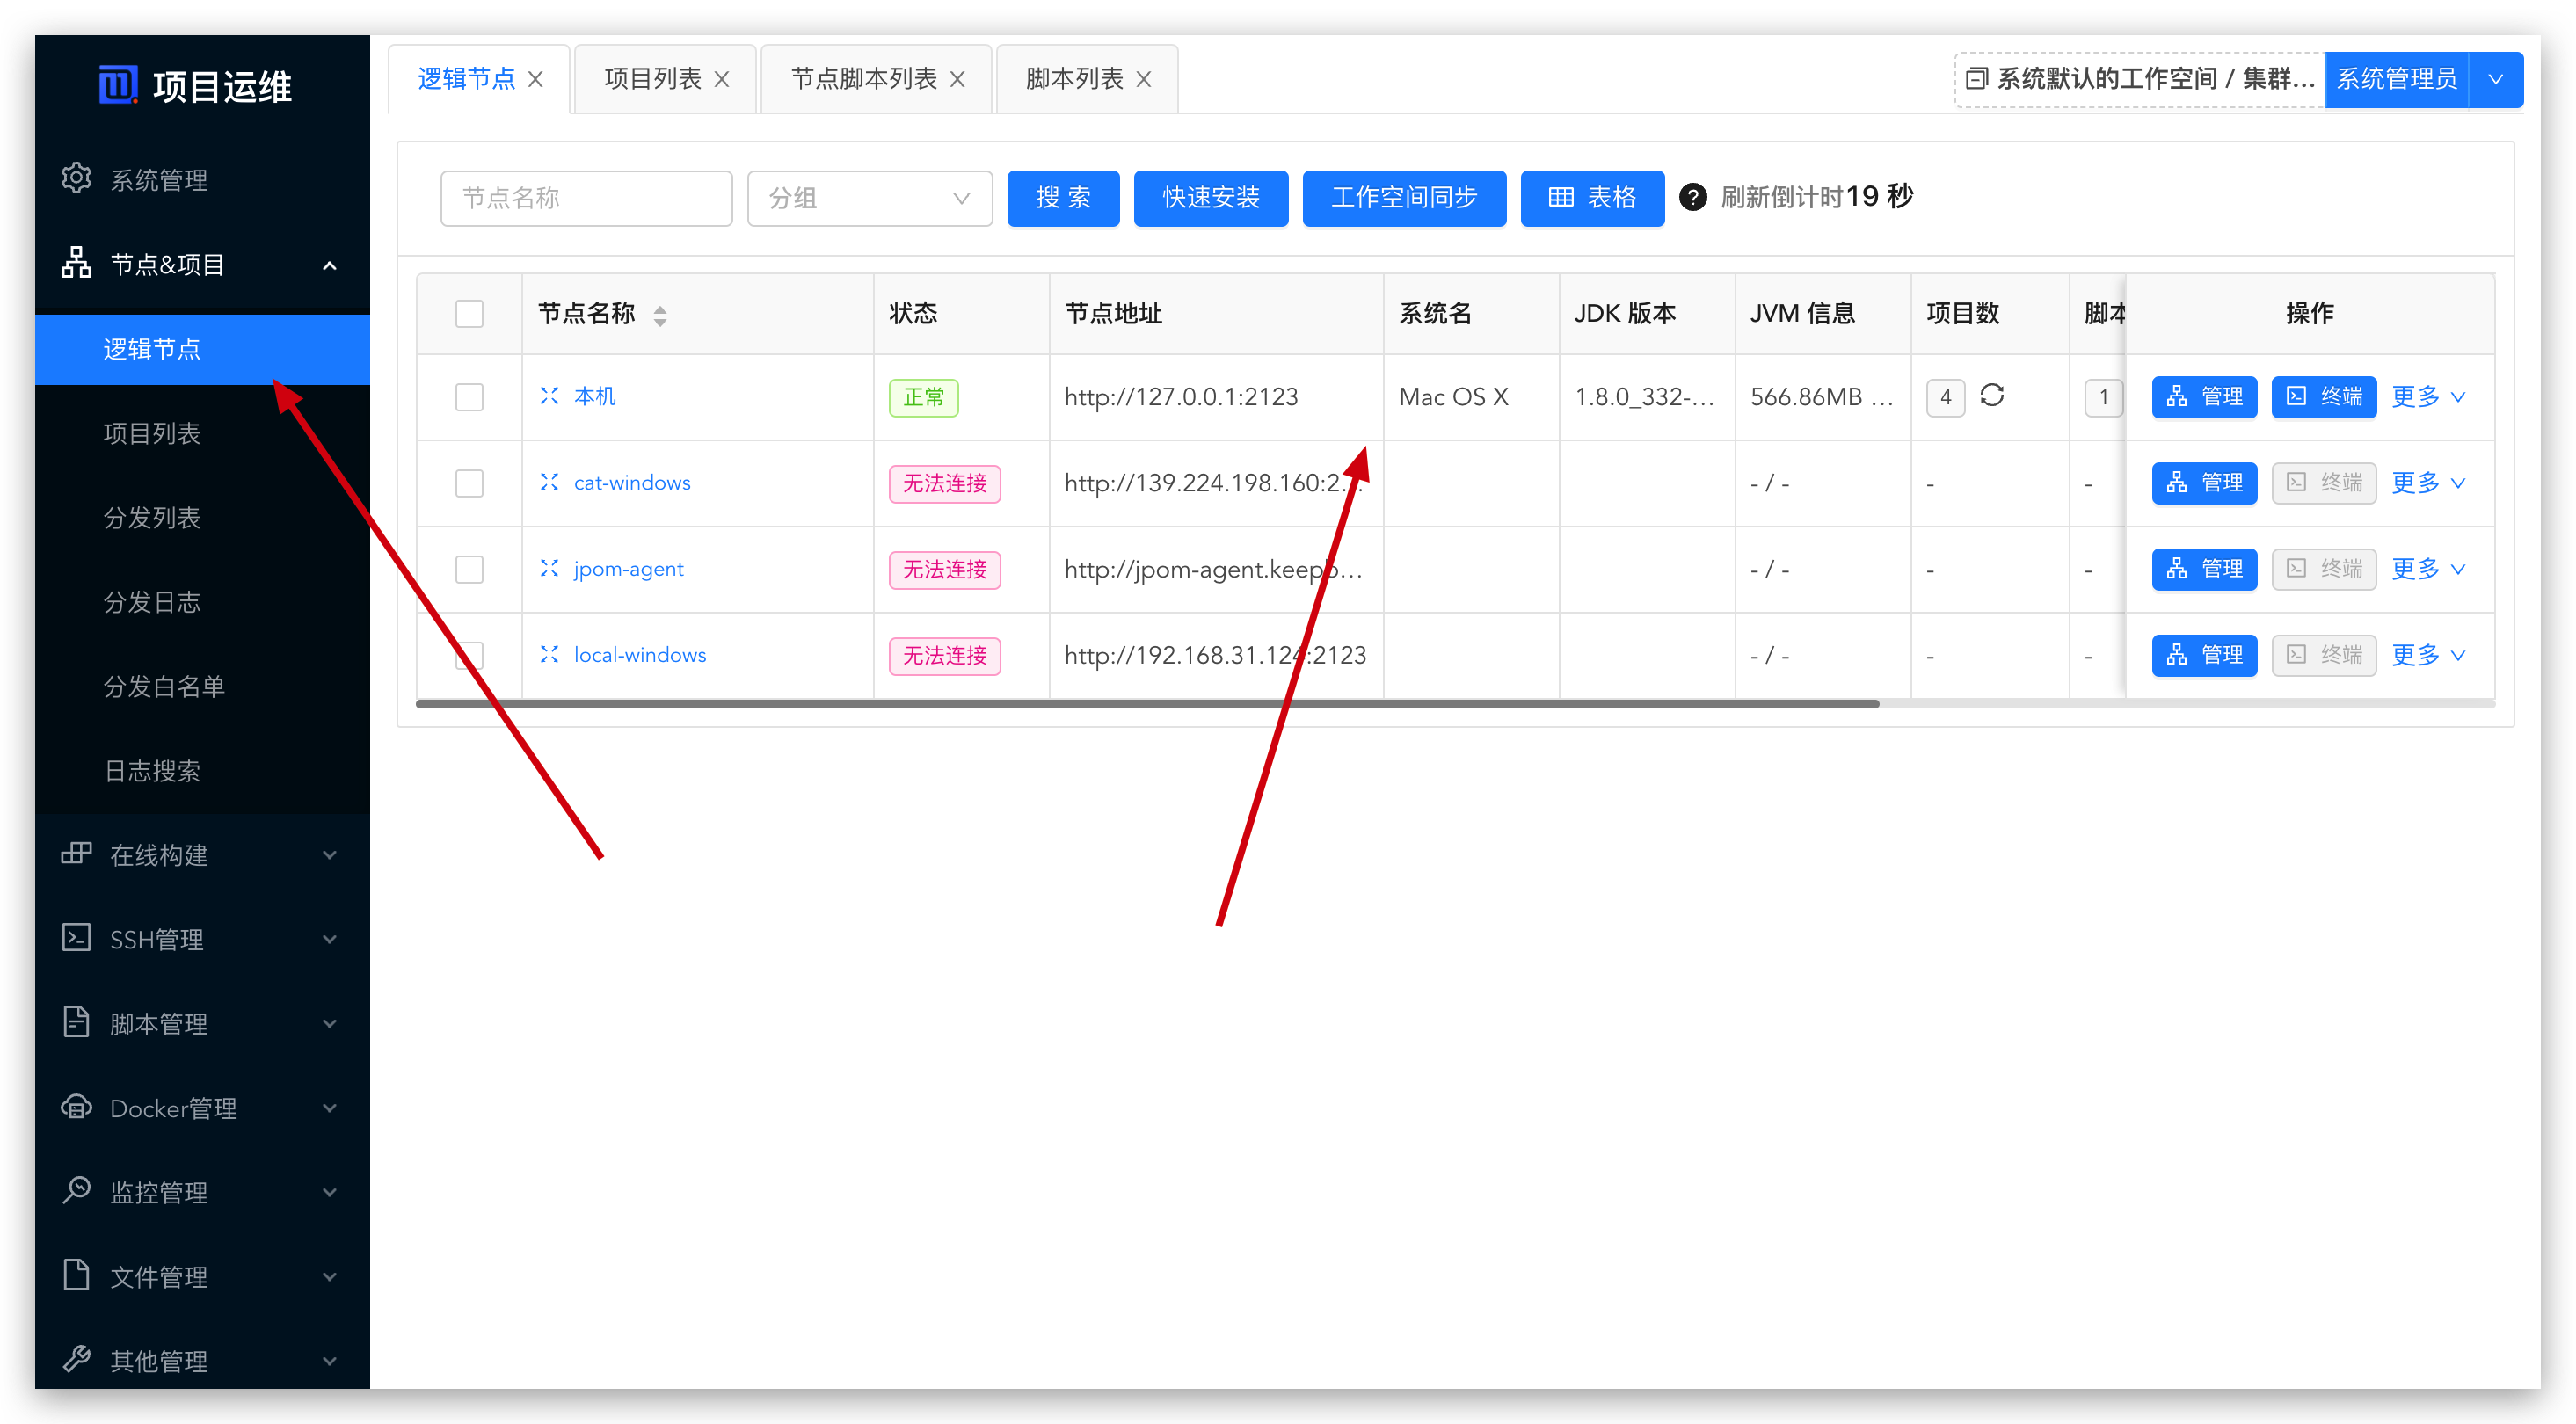 项目运维
系统管理
节点&项目
逻辑节点
项目列表
分发列表
分发日志
分发白名单
日志搜索
在线构建
SSH管理
脚本管理
Docker管理
监控管理
文件管理
其他管理
逻辑节点 项目列表 节点脚本列表 脚本列表
系统默认的工作空间 / 集群... 系统管理员
节点名称 分组 搜 索 快速安装 工作空间同步 表格 刷新倒计时19 秒
节点名称 状态 节点地址 系统名 JDK 版本 JVM 信息 项目数 脚本 操作
本机 正常 http://127.0.0.1:2123 Mac OS X 1.8.0_332-... 566.86MB ... 4 1 管理 终端 更多
cat-windows 无法连接 http://139.224.198.160:2... - / - - - 管理 终端 更多
jpom-agent 无法连接 http://jpom-agent.keepb... - / - - - 管理 终端 更多
local-windows 无法连接 http://192.168.31.124:2123 - / - - - 管理 终端 更多